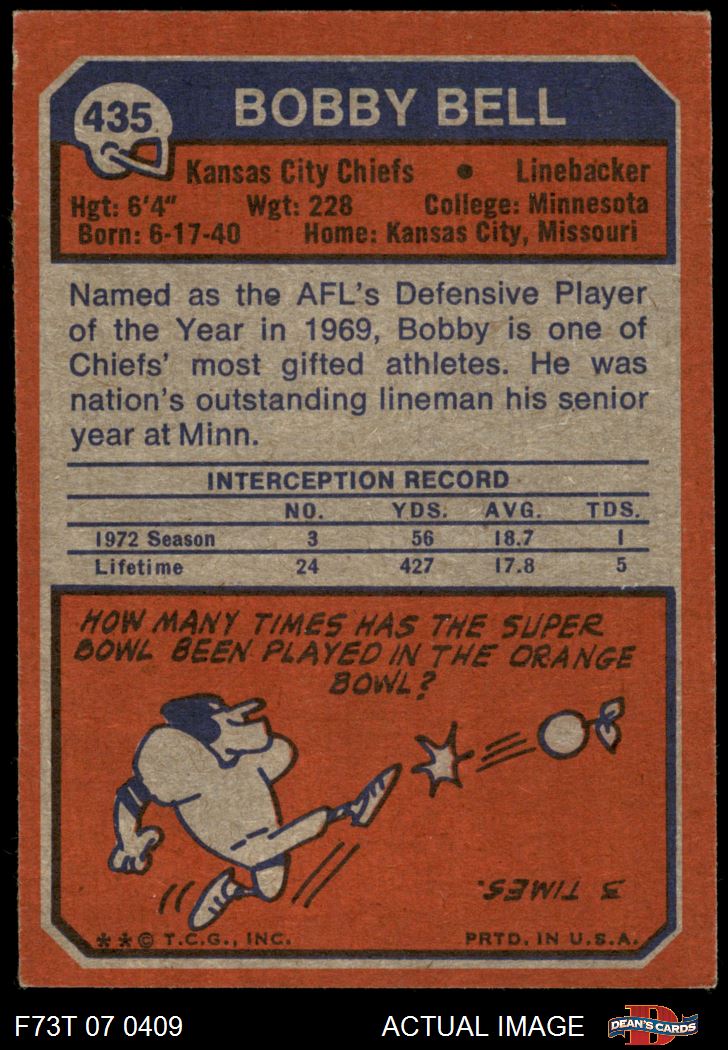 435
BOBBY BELL
Kansas City Chiefs • Linebacker
Hgt: 6'4" Wgt: 228 College: Minnesota
Born: 6-17-40 Home: Kansas City, Missouri
Named as the AFL's Defensive Player
of the Year in 1969, Bobby is one of
Chiefs' most gifted athletes. He was
nation's outstanding lineman his senior
year at Minn.
INTERCEPTION RECORD
NO. YDS. AVG. TDS.
1972 Season 3 56 18.7 1
Lifetime 24 427 17.8 5
HOW MANY TIMES HAS THE SUPER
BOWL BEEN PLAYED IN THE ORANGE
BOWL?
3 TIMES.
** © T.C.G., INC. PRTD. IN U.S.A.
F73T 07 0409 ACTUAL IMAGE D DEAN'S CARDS